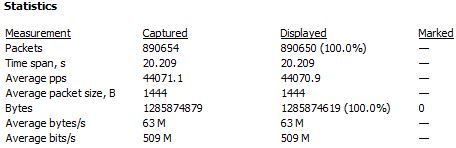 Statistics
Measurement Captured Displayed Marked
Packets 890654 890650 (100.0%) —
Time span, s 20.209 20.209 —
Average pps 44071.1 44070.9 —
Average packet size, B 1444 1444 —
Bytes 1285874879 1285874619 (100.0%) 0
Average bytes/s 63 M 63 M —
Average bits/s 509 M 509 M —